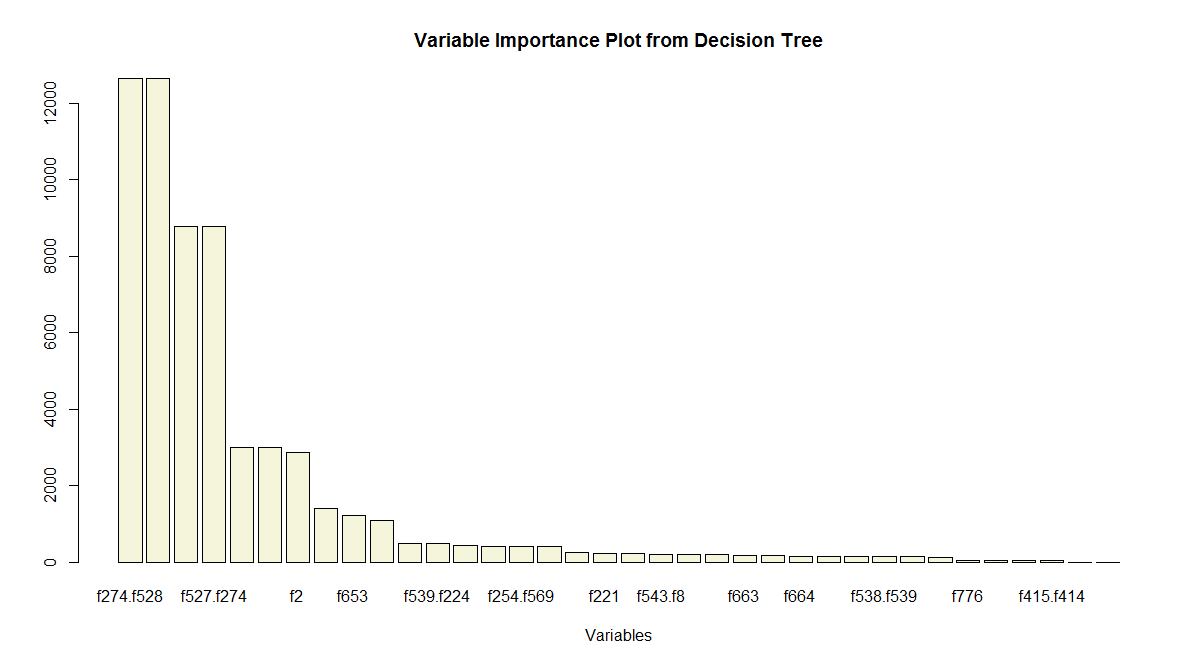 Variable Importance Plot from Decision Tree
12000
10000
8000
6000
4000
2000
0
f274.f528 f527.f274 f2 f653 f539.f224 f254.f569 f221 f543.f8 f663 f664 f538.f539 f776 f415.f414
Variables